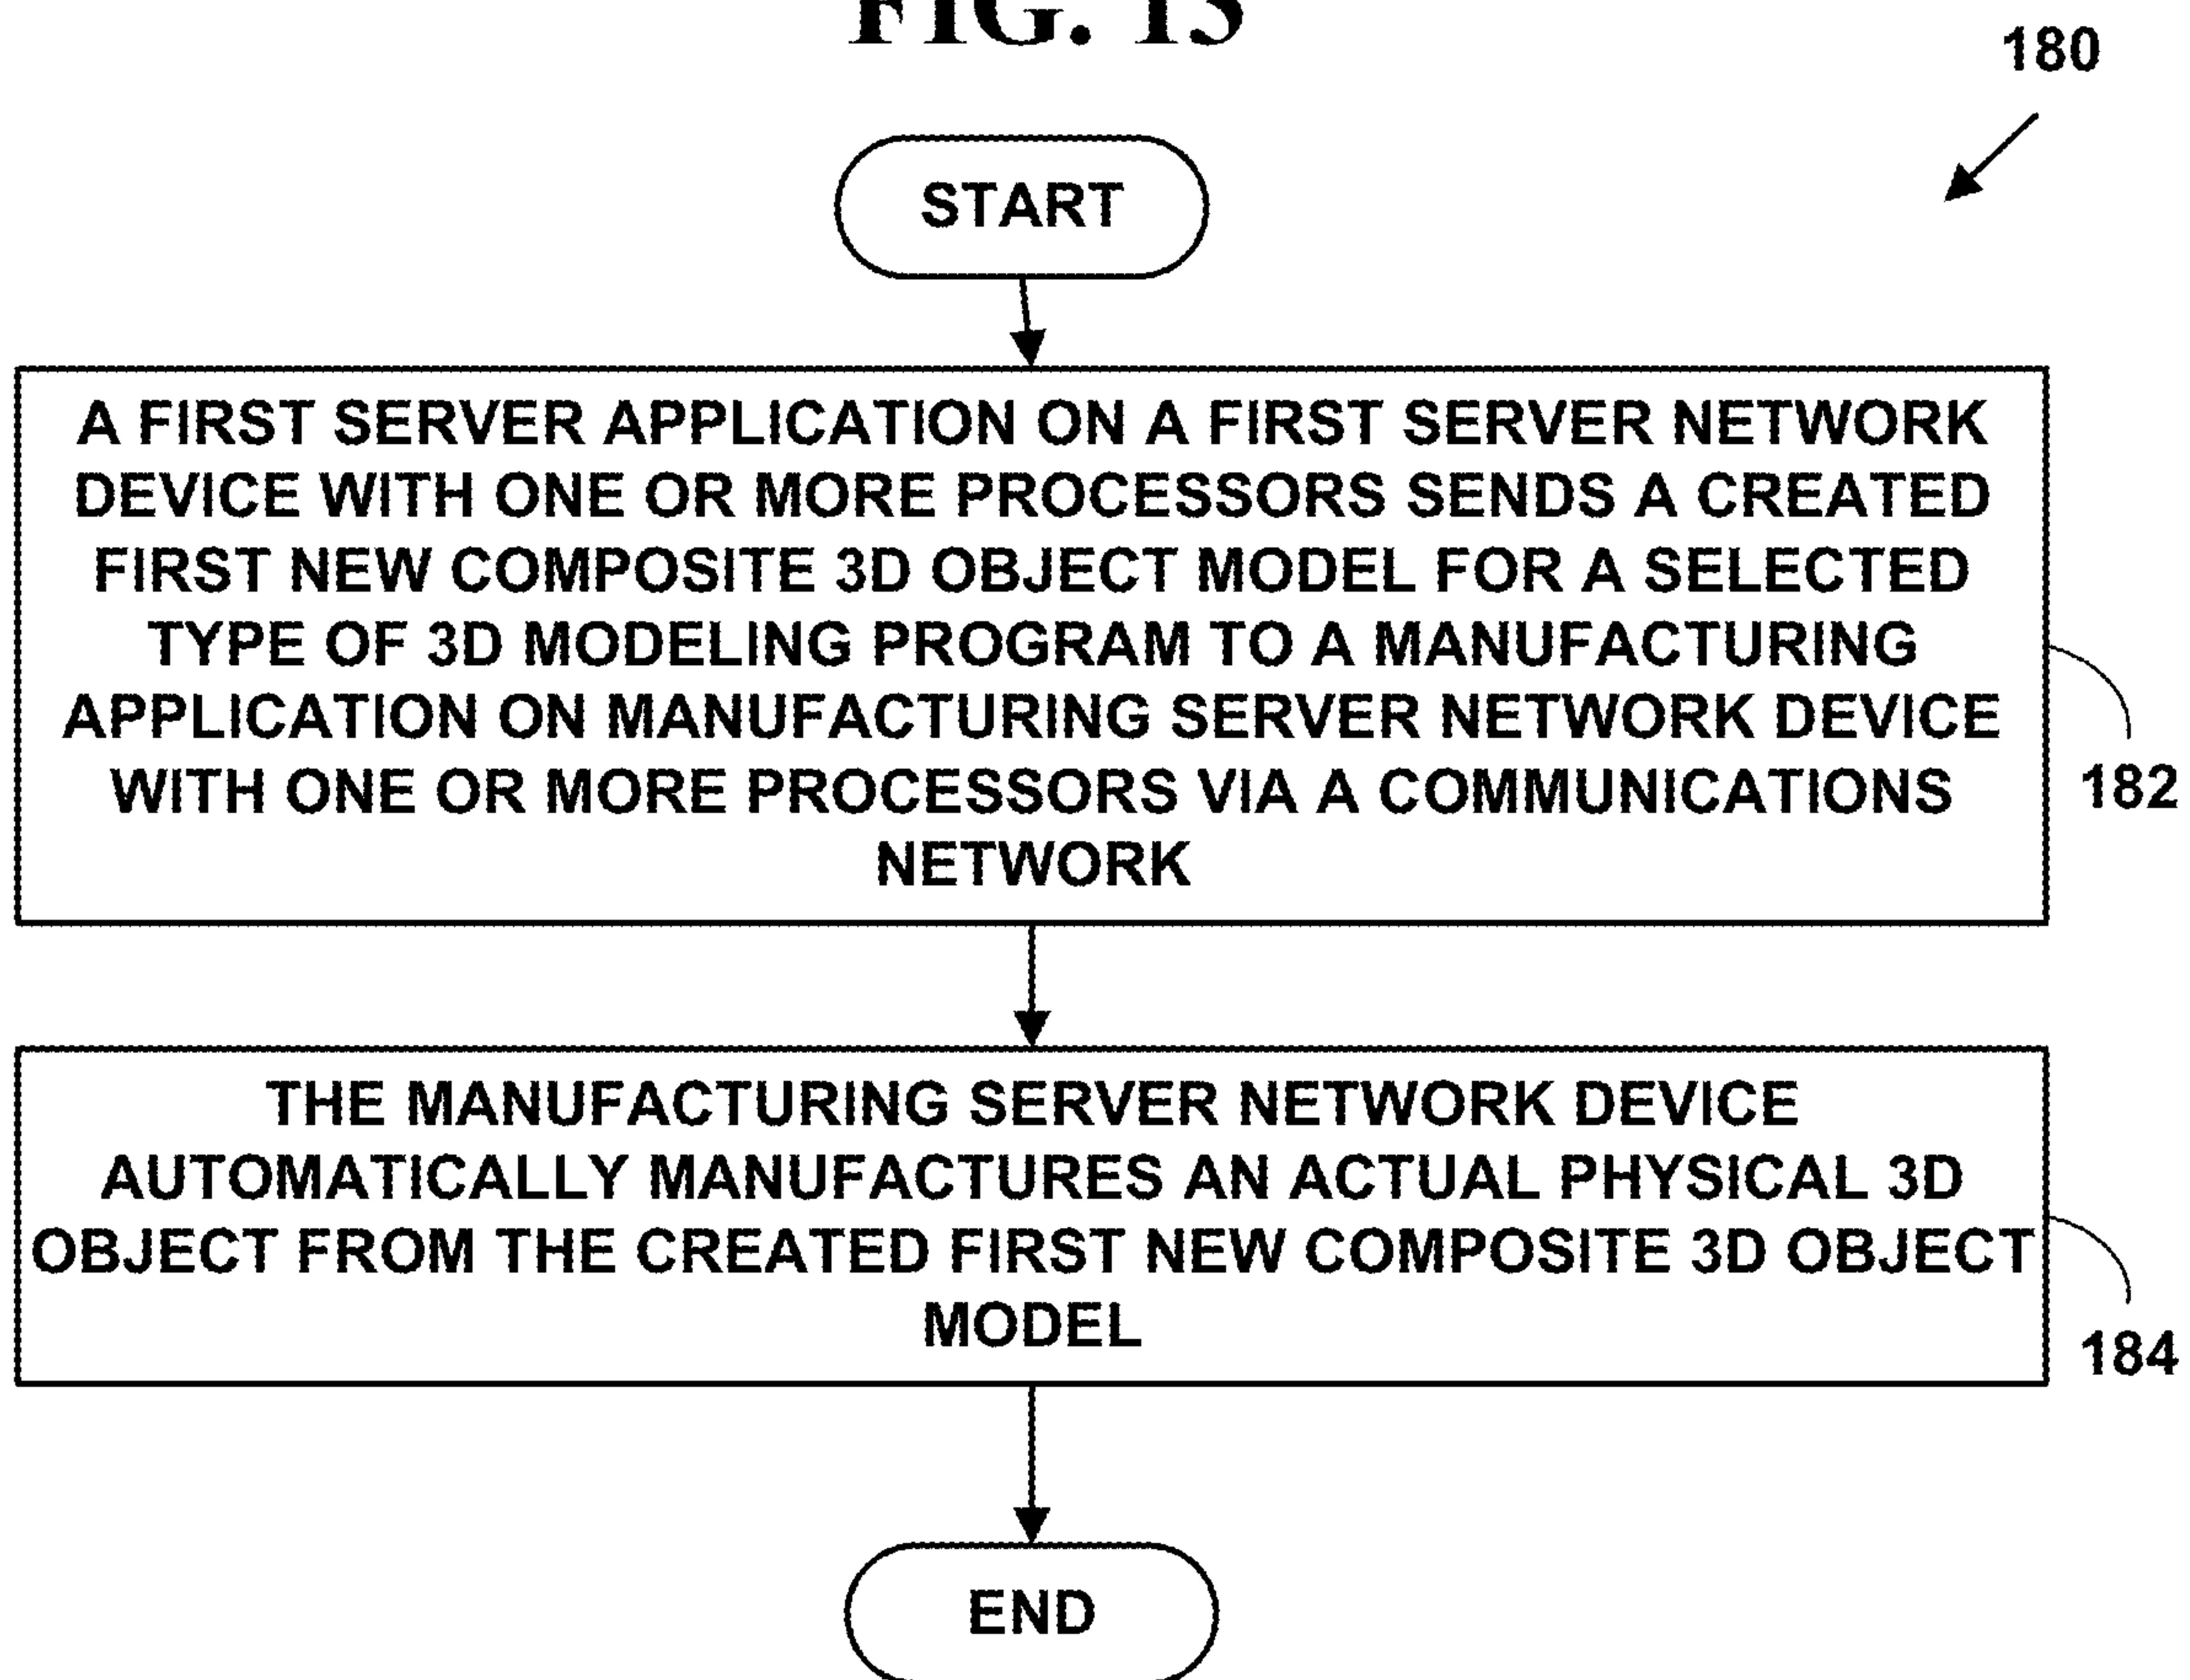 FIG.
180
START
A FIRST SERVER APPLICATION ON A FIRST SERVER NETWORK
DEVICE WITH ONE OR MORE PROCESSORS SENDS A CREATED
FIRST NEW COMPOSITE 3D OBJECT MODEL FOR A SELECTED
TYPE OF 3D MODELING PROGRAM TO A MANUFACTURING
APPLICATION ON MANUFACTURING SERVER NETWORK DEVICE
WITH ONE OR MORE PROCESSORS VIA A COMMUNICATIONS
NETWORK
182
THE MANUFACTURING SERVER NETWORK DEVICE
AUTOMATICALLY MANUFACTURES AN ACTUAL PHYSICAL 3D
OBJECT FROM THE CREATED FIRST NEW COMPOSITE 3D OBJECT
MODEL
184
END